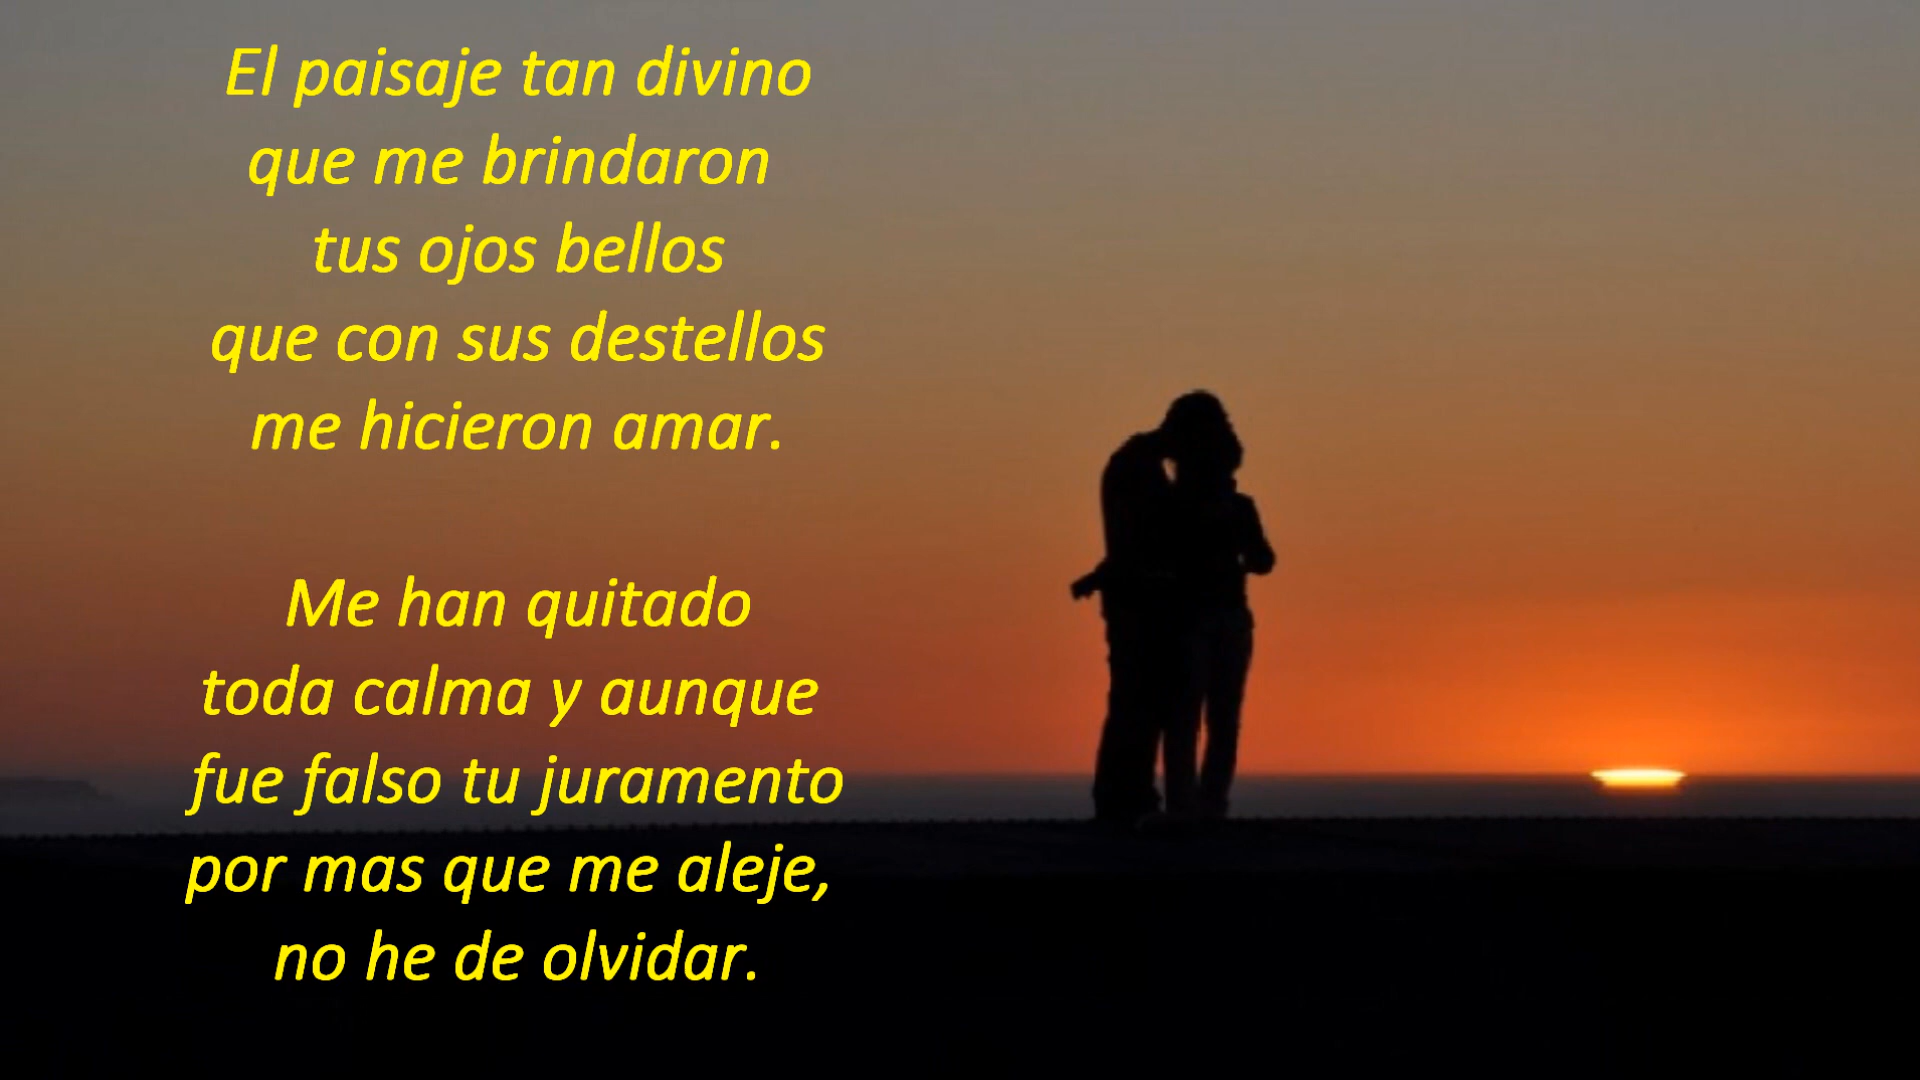 El paisaje tan divino
que me brindaron
tus ojos bellos
que con sus destellos
me hicieron amar.
Me han quitado
toda calma y aunque
fue falso tu juramento
por mas que me aleje,
no he de olvidar.